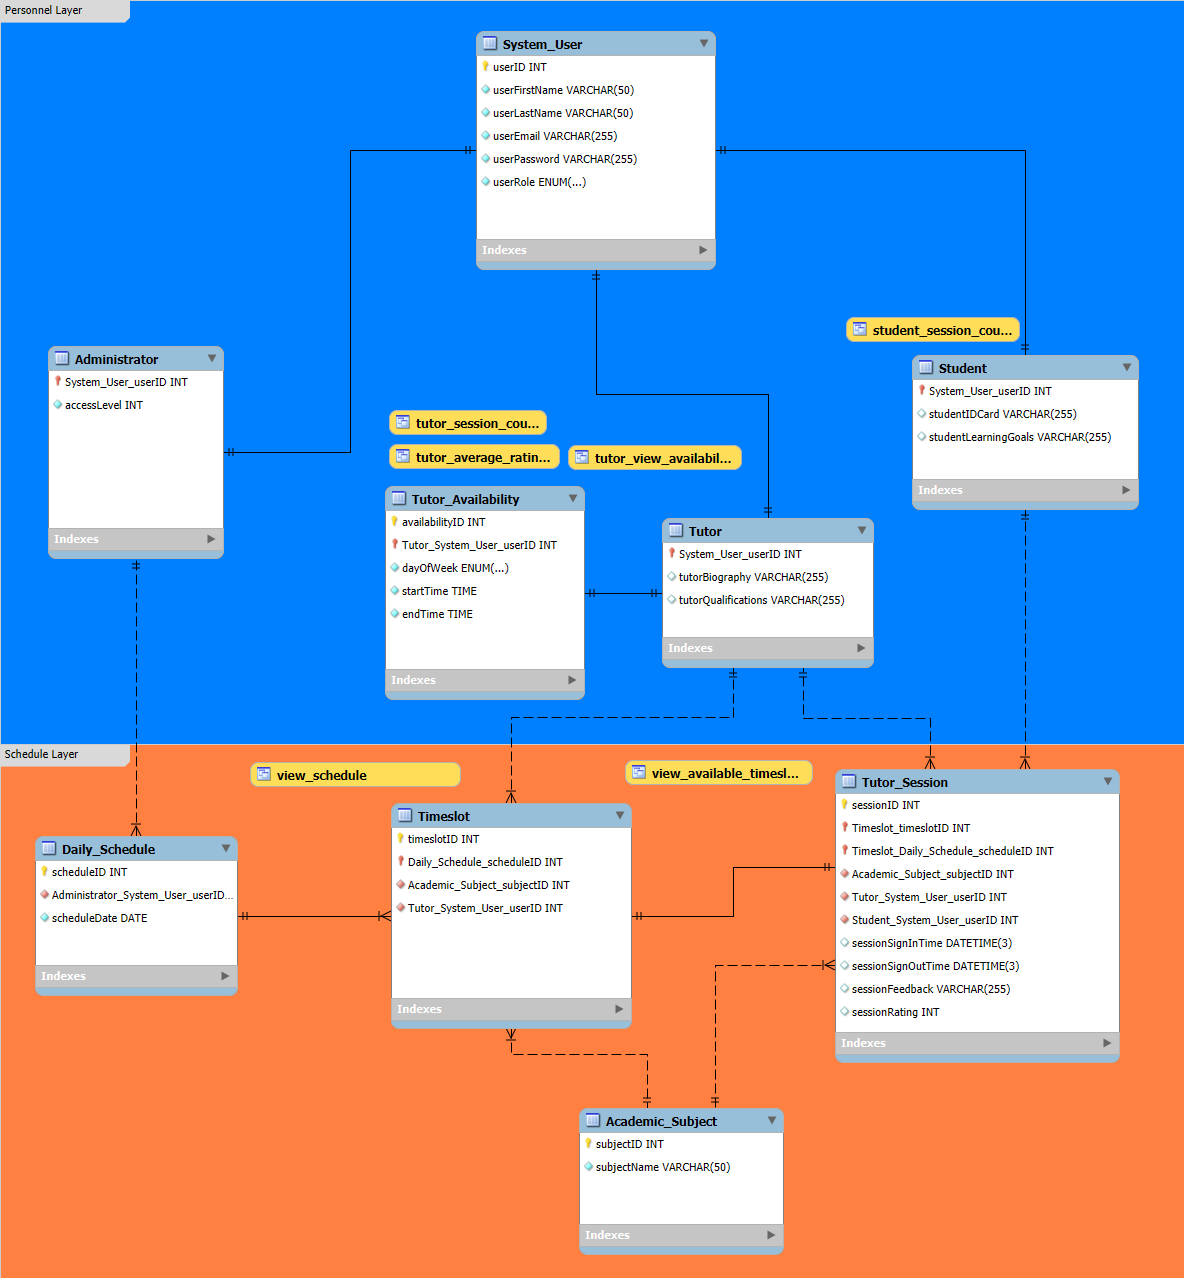 Personnel Layer
System_User
userID INT
userFirstName VARCHAR(50)
userLastName VARCHAR(50)
userEmail VARCHAR(255)
userPassword VARCHAR(255)
userRole ENUM(...)
Indexes
student_session_cou...
Administrator
System_User_userID INT
accessLevel INT
Indexes
Student
System_User_userID INT
studentIDCard VARCHAR(255)
studentLearningGoals VARCHAR(255)
Indexes
tutor_session_cou...
tutor_average_ratin...
tutor_view_availabil...
Tutor_Availability
availabilityID INT
Tutor_System_User_userID INT
dayOfWeek ENUM(...)
startTime TIME
endTime TIME
Indexes
Tutor
System_User_userID INT
tutorBiography VARCHAR(255)
tutorQualifications VARCHAR(255)
Indexes
Schedule Layer
view_schedule
view_available_timesl...
Daily_Schedule
scheduleID INT
Administrator_System_User_userID...
scheduleDate DATE
Indexes
Timeslot
timeslotID INT
Daily_Schedule_scheduleID INT
Academic_Subject_subjectID INT
Tutor_System_User_userID INT
Indexes
Tutor_Session
sessionID INT
Timeslot_timeslotID INT
Timeslot_Daily_Schedule_scheduleID INT
Academic_Subject_subjectID INT
Tutor_System_User_userID INT
Student_System_User_userID INT
sessionSignInTime DATETIME(3)
sessionSignOutTime DATETIME(3)
sessionFeedback VARCHAR(255)
sessionRating INT
Indexes
Academic_Subject
subjectID INT
subjectName VARCHAR(50)
Indexes